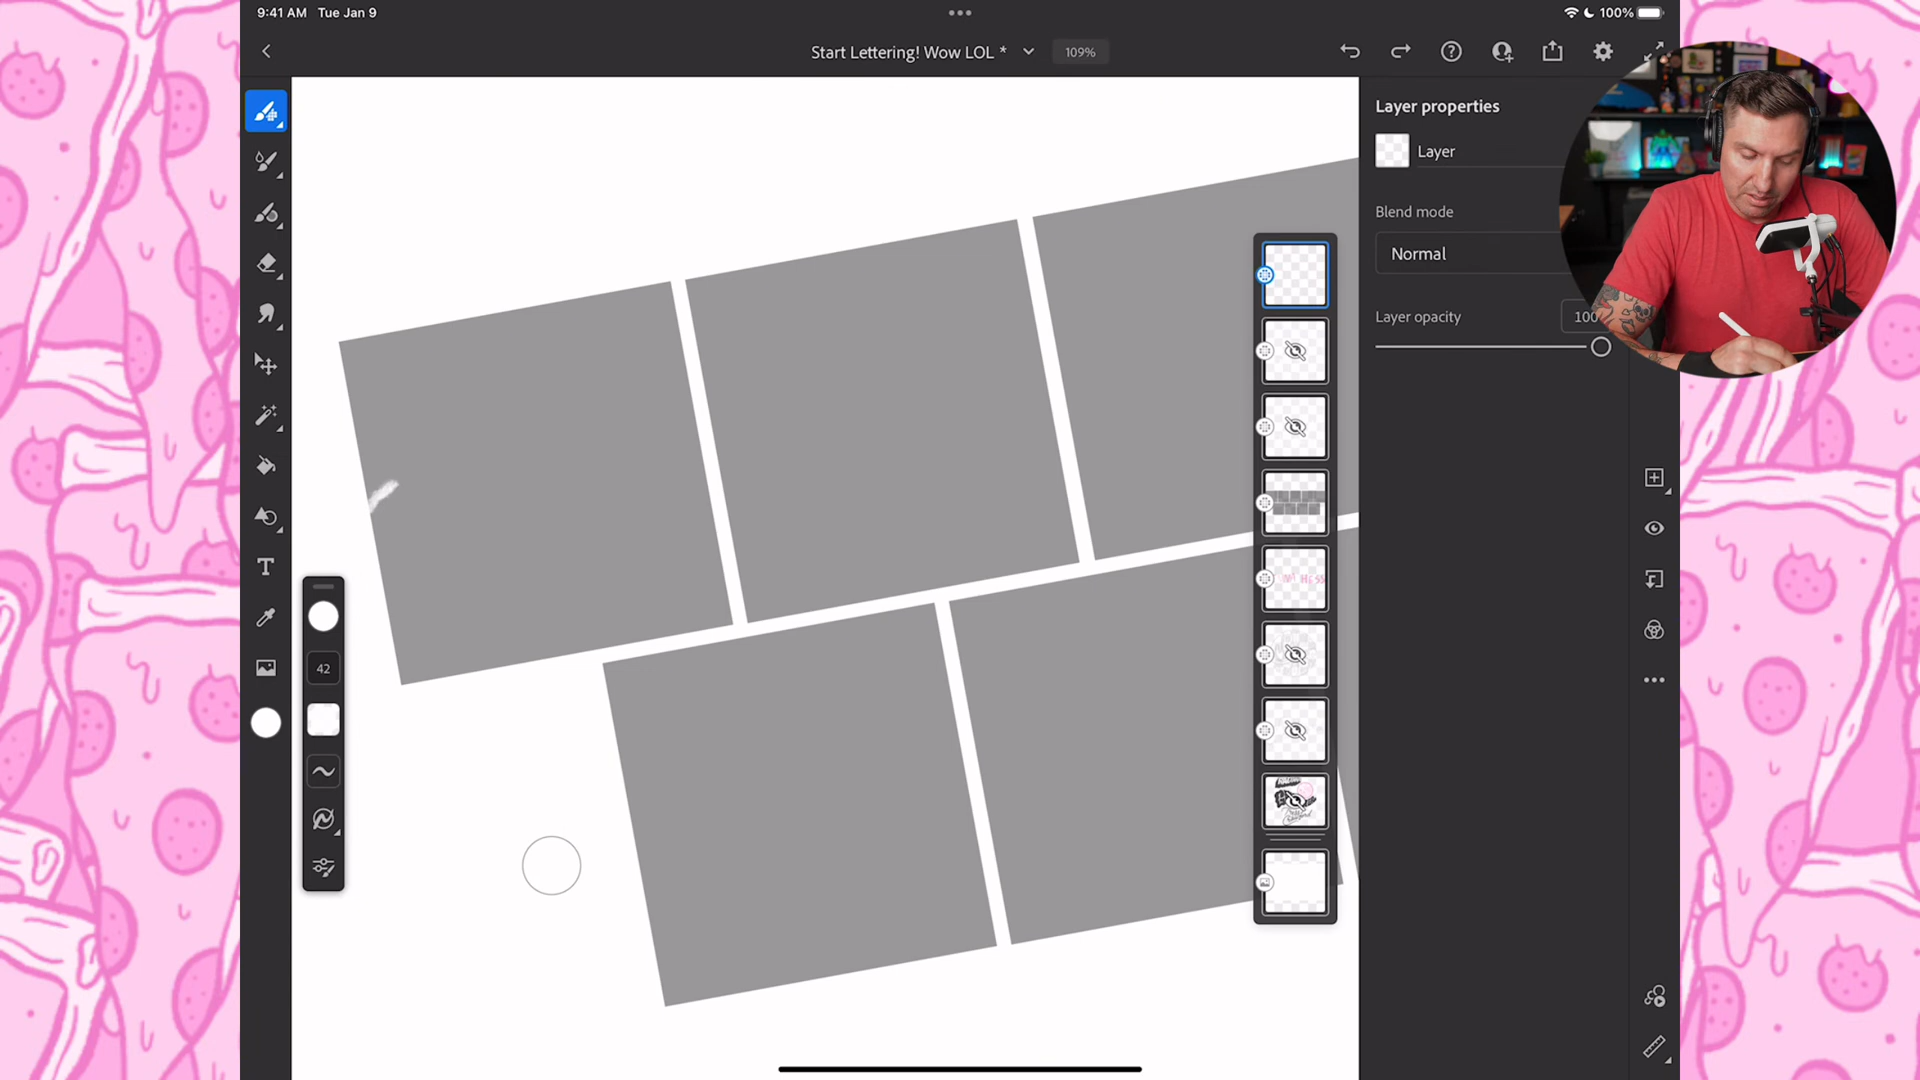 9:41 AM Tue Jan 9
100%
Start Lettering! Wow LOL *
109%
Layer properties
Layer
Blend mode
Normal
Layer opacity
100
T
42